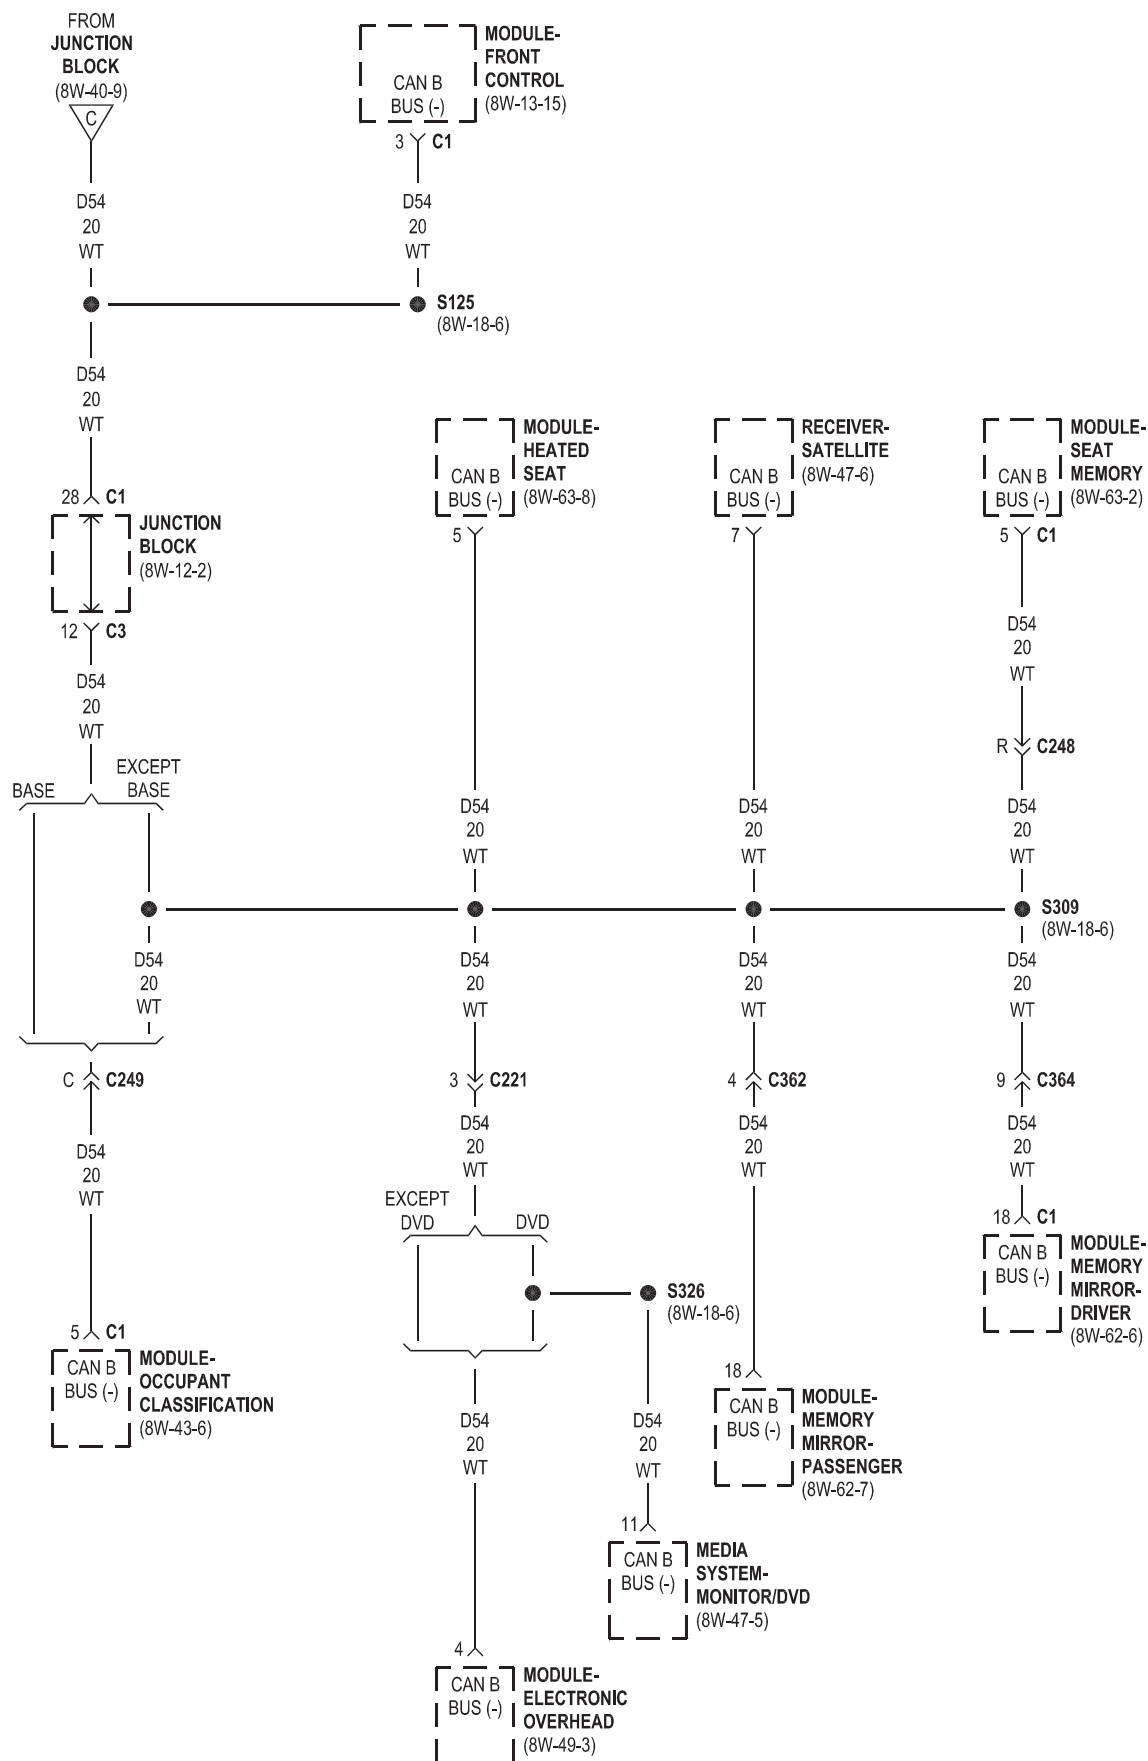 FROM
JUNCTION
BLOCK
(8W-40-9)
C
MODULE-
FRONT
CONTROL
(8W-13-15)
CAN B
BUS (-)
3
C1
D54
20
WT
D54
20
WT
S125
(8W-18-6)
D54
20
WT
28
C1
JUNCTION
BLOCK
(8W-12-2)
12
C3
D54
20
WT
BASE
EXCEPT
BASE
MODULE-
HEATED
SEAT
(8W-63-8)
CAN B
BUS (-)
5
D54
20
WT
RECEIVER-
SATELLITE
(8W-47-6)
CAN B
BUS (-)
7
D54
20
WT
MODULE-
SEAT
MEMORY
(8W-63-2)
CAN B
BUS (-)
5
C1
D54
20
WT
R
C248
D54
20
WT
S309
(8W-18-6)
D54
20
WT
D54
20
WT
D54
20
WT
D54
20
WT
C
C249
3
C221
4
C362
9
C364
D54
20
WT
D54
20
WT
D54
20
WT
D54
20
WT
EXCEPT
DVD
DVD
18
C1
CAN B
BUS (-)
MODULE-
MEMORY
MIRROR-
DRIVER
(8W-62-6)
S326
(8W-18-6)
5
C1
CAN B
BUS (-)
MODULE-
OCCUPANT
CLASSIFICATION
(8W-43-6)
18
CAN B
BUS (-)
MODULE-
MEMORY
MIRROR-
PASSENGER
(8W-62-7)
D54
20
WT
D54
20
WT
11
CAN B
BUS (-)
MEDIA
SYSTEM-
MONITOR/DVD
(8W-47-5)
4
CAN B
BUS (-)
MODULE-
ELECTRONIC
OVERHEAD
(8W-49-3)